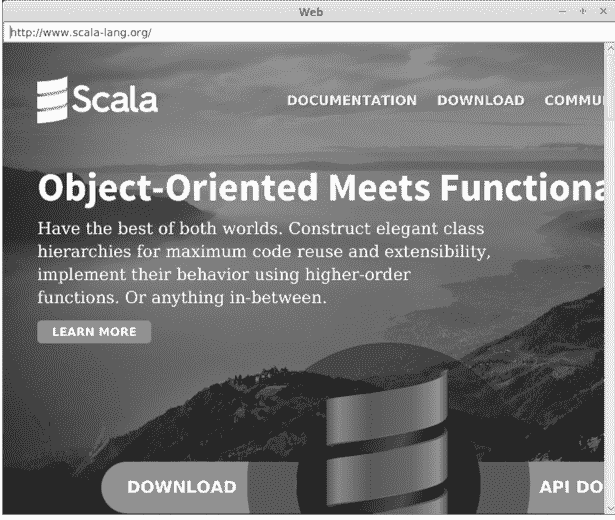 Web
http://www.scala-lang.org/
Scala
DOCUMENTATION DOWNLOAD COMMU
Object-Oriented Meets Functiona
Have the best of both worlds. Construct elegant class
hierarchies for maximum code reuse and extensibility,
implement their behavior using higher-order
functions. Or anything in-between.
LEARN MORE
DOWNLOAD API DO